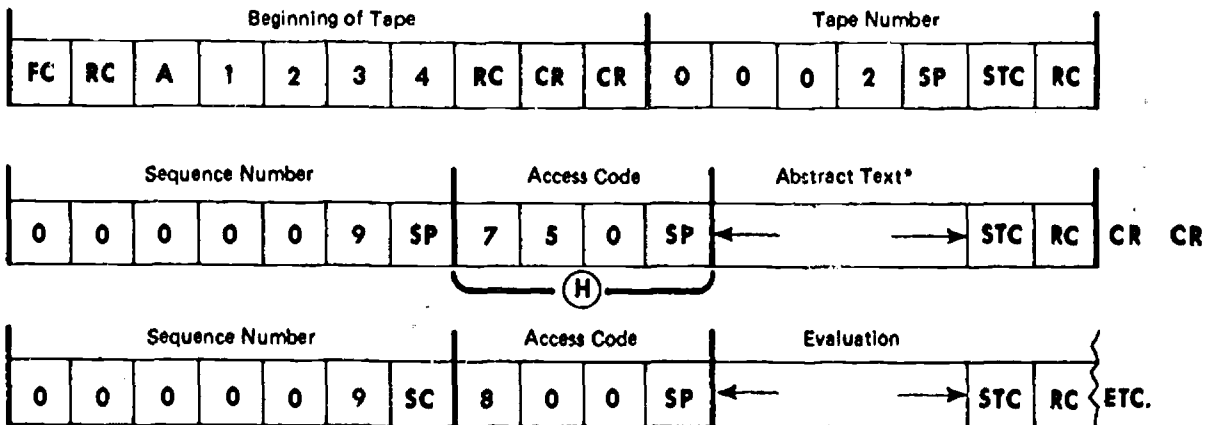 Beginning of Tape Tape Number
FC RC A 1 2 3 4 RC CR CR 0 0 0 2 SP STC RC
Sequence Number Access Code Abstract Text*
0 0 0 0 0 9 SP 7 5 0 SP STC RC CR CR
H
Sequence Number Access Code Evaluation
0 0 0 0 0 9 SC 8 0 0 SP STC RC ETC.